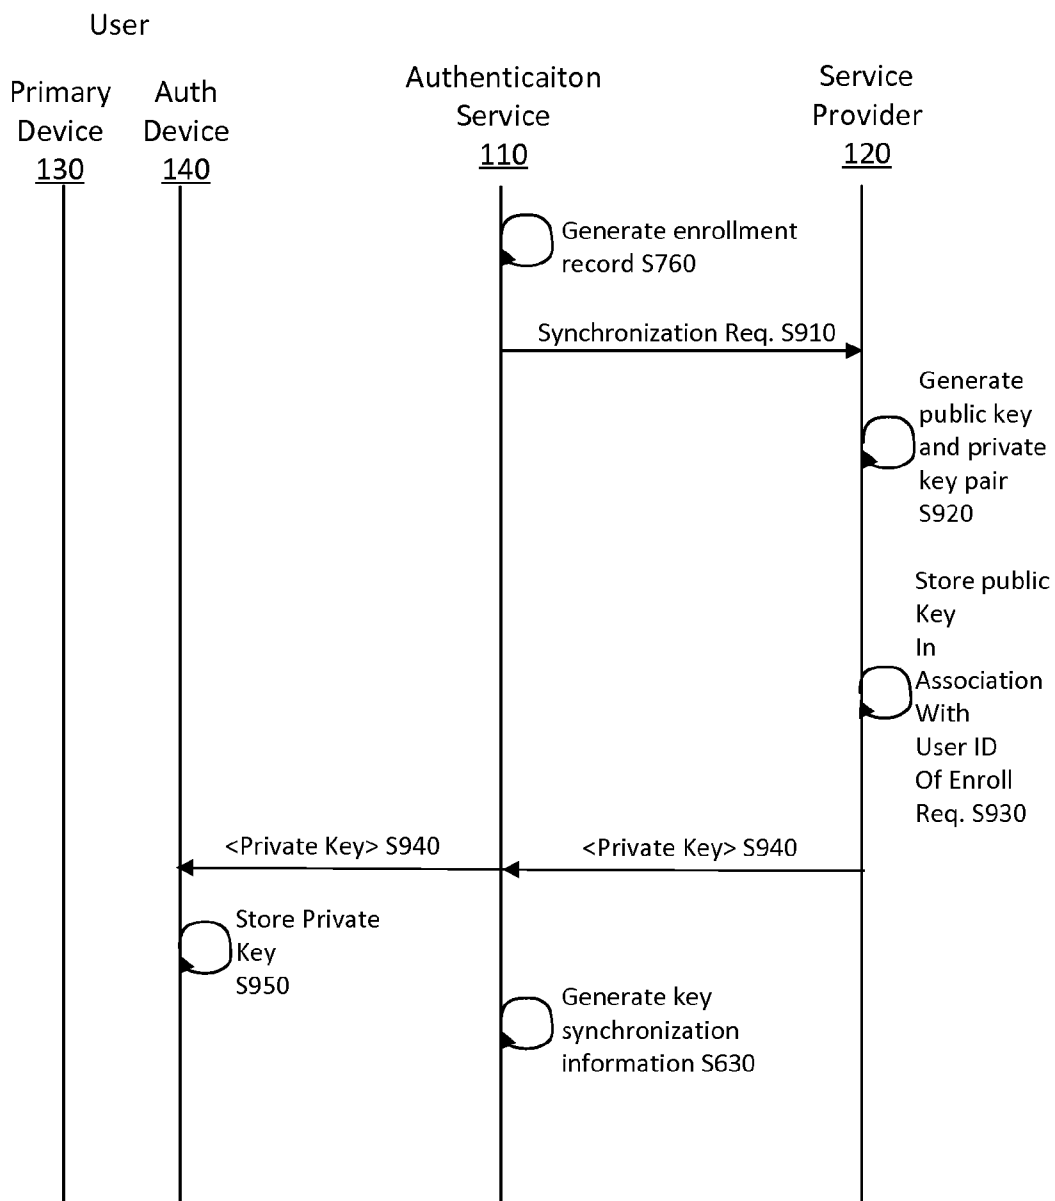 User
Primary
Device
130
Auth
Device
140
Authenticaiton
Service
110
Service
Provider
120
Generate enrollment
record S760
Synchronization Req. S910
Generate
public key
and private
key pair
S920
Store public
Key
In
Association
With
User ID
Of Enroll
Req. S930
<Private Key> S940
<Private Key> S940
Store Private
Key
S950
Generate key
synchronization
information S630